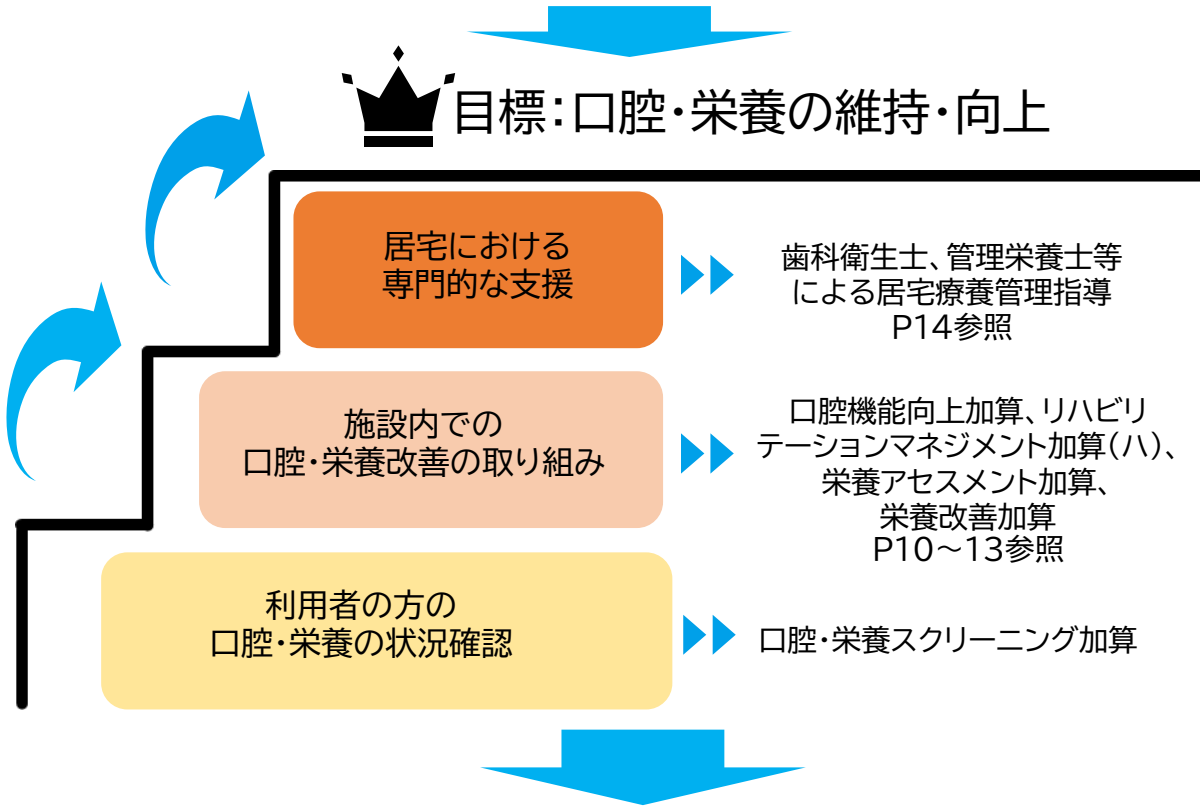 目標：口腔・栄養の維持・向上
居宅における
専門的な支援
歯科衛生士、管理栄養士等
による居宅療養管理指導
P14参照
施設内での
口腔・栄養改善の取り組み
口腔機能向上加算、リハビリ
テーションマネジメント加算(ハ)、
栄養アセスメント加算、
栄養改善加算
P10～13参照
利用者の方の
口腔・栄養の状況確認
口腔・栄養スクリーニング加算